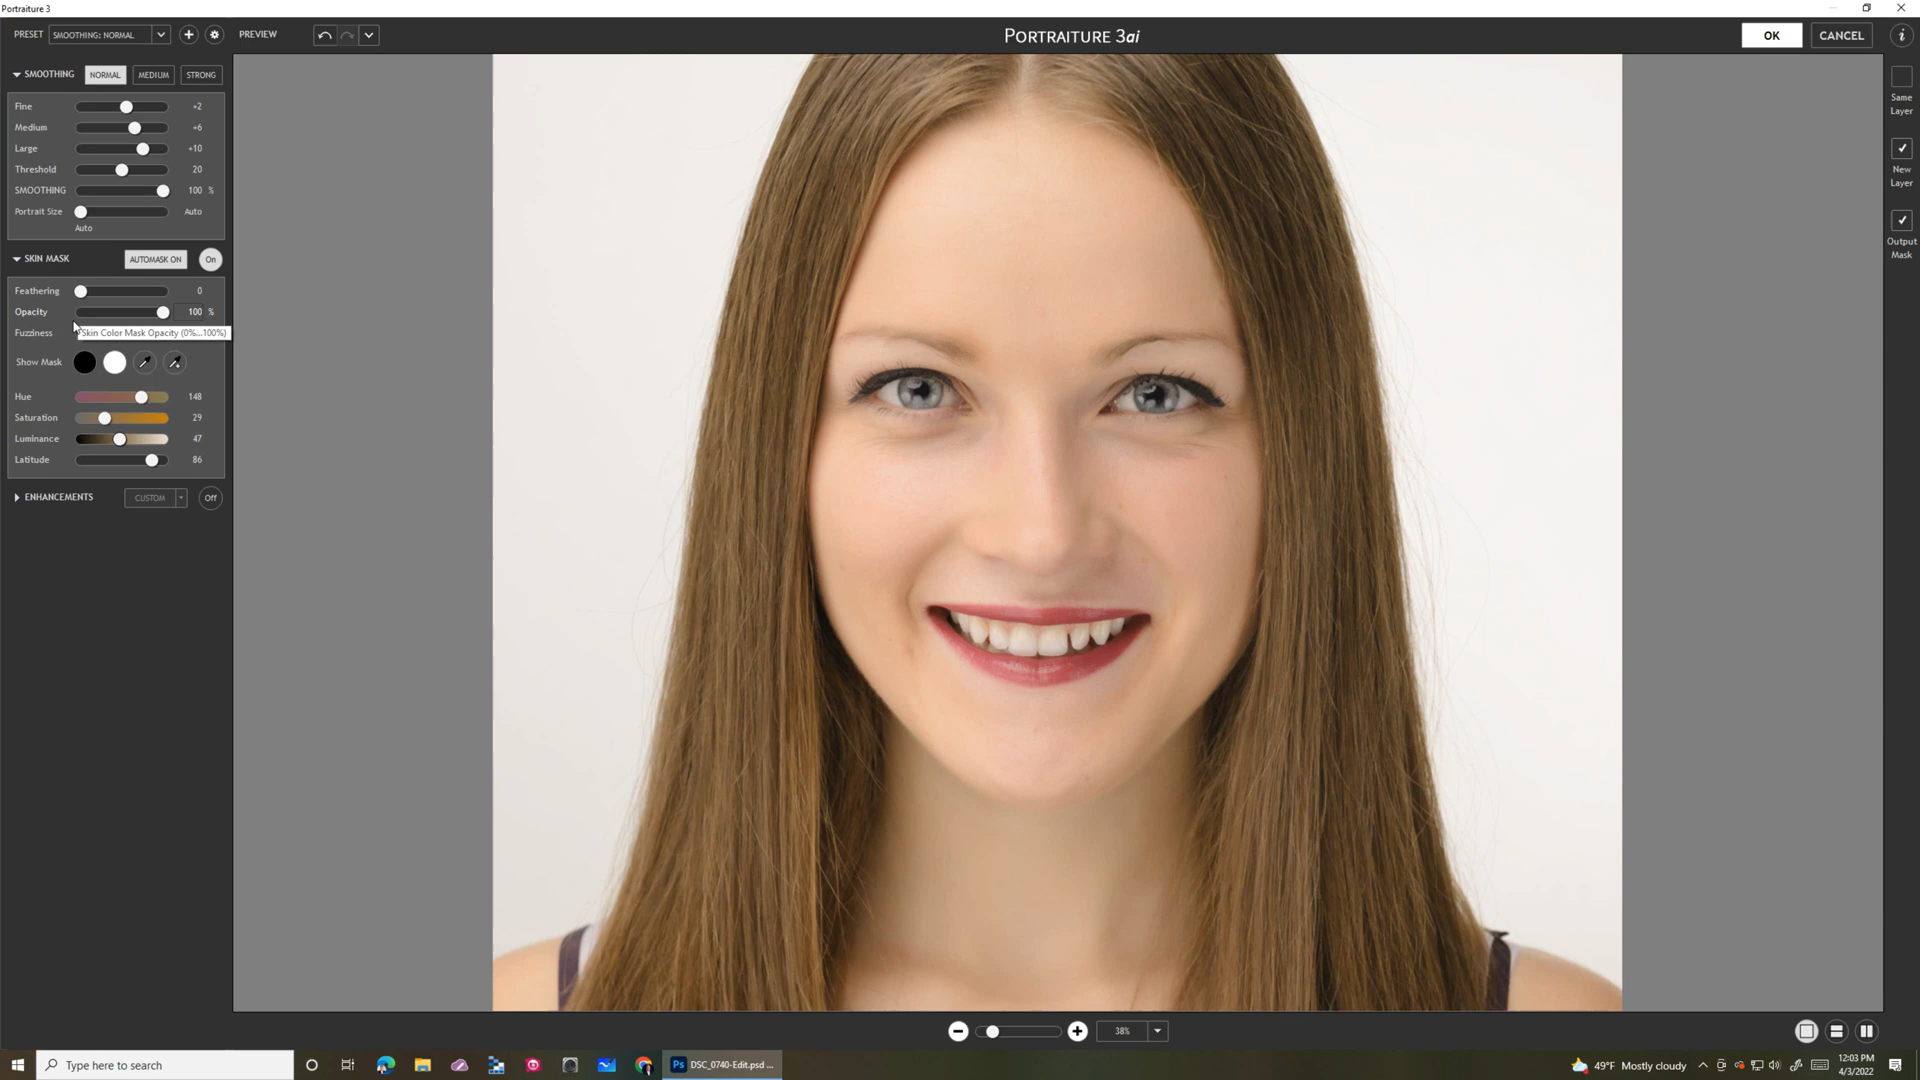 Portraiture 3
PRESET SMOOTHING: NORMAL PREVIEW PORTRAITURE 3ai OK CANCEL i
SMOOTHING NORMAL MEDIUM STRONG
Fine +2
Medium +6
Large +10
Threshold 20
SMOOTHING 100 %
Portrait Size Auto
Auto
SKIN MASK AUTOMASK ON On
Feathering 0
Opacity 100 %
Fuzziness Skin Color Mask Opacity (0%...100%)
Show Mask
Hue 148
Saturation 29
Luminance 47
Latitude 86
ENHANCEMENTS CUSTOM Off
Same
Layer
New
Layer
Output
Mask
38%
Type here to search
Ps DSC_0740-Edit.psd ...
49°F Mostly cloudy
12:03 PM
4/3/2022